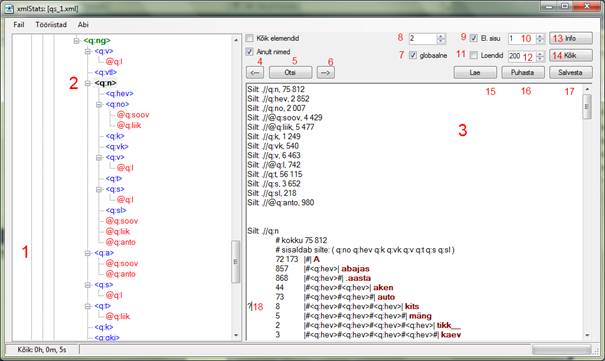 xmlStats: [qs_1.xml]
Fail Tööriistad Abi
<q:ng>
<q:v>
@q:l
<q:vtl>
2 <q:n>
<q:hev>
<q:no>
@q:soov
@q:liik
<q:k>
<q:vk>
<q:v>
@q:l
<q:t>
<q:s>
@q:l
<q:sl>
@q:soov
@q:liik
@q:anto
1
<q:a>
@q:soov
@q:anto
<q:s>
@q:l
<q:t>
@q:liik
<q:k>
<q:gki>
Kõik elemendid 8 2 9 El. sisu 1 10 13 Info
Ainult nimed 7 globaalne 11 Loendid 200 12 14 Kõik
4 5 6
<-- Otsi --> Lae Puhasta Salvesta
15 16 17
3
Silt .//q:n, 75 812
Silt .//q:hev, 2 852
Silt .//q:no, 2 007
Silt .//@q:soov, 4 429
Silt .//@q:liik, 5 477
Silt .//q:k, 1 249
Silt .//q:vk, 540
Silt .//q:v, 6 463
Silt .//@q:l, 742
Silt .//q:t, 56 115
Silt .//q:s, 3 652
Silt .//q:sl, 218
Silt .//@q:anto, 980
Silt .//q:n
# kokku 75 812
# sisaldab silte: ( q:no q:hev q:k q:vk q:v q:t q:s q:sl )
72 173 |#| A
857 |#<q:hev>| abajas
868 |#<q:hev>#| .aasta
44 |#<q:hev>#<q:hev>| aken
73 |#<q:hev>#<q:hev>#| auto
?18 8 |#<q:hev>#<q:hev>#<q:hev>| kits
5 |#<q:hev>#<q:hev>#<q:hev>#| mäng
2 |#<q:hev>#<q:hev>#<q:hev>#<q:hev>| tikk__
3 |#<q:hev>#<q:hev>#<q:hev>#<q:hev>#| kaev
Kõik: 0h, 0m, 5s